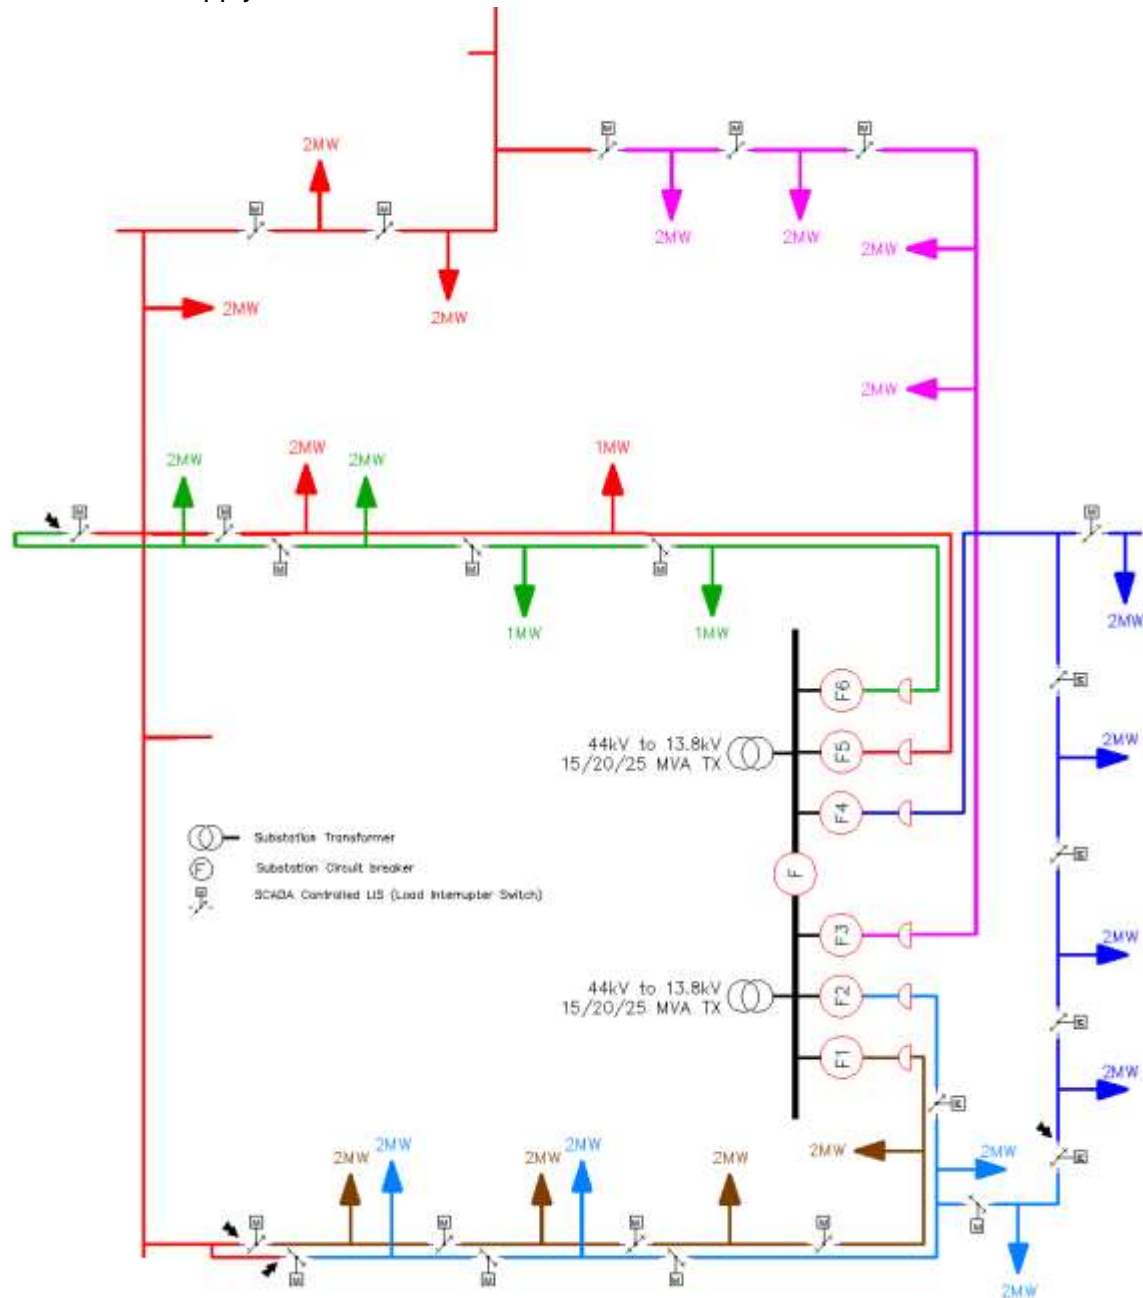 2MW
M
M
M
2MW
2MW
2MW
M
M
2MW
2MW
2MW
2MW
2MW
2MW
2MW
1MW
M
M
M
M
M
M
1MW
1MW
2MW
F6
M
44kV to 13.8kV
15/20/25 MVA TX
F5
2MW
F4
Substation Transformer
M
F
Substation Circuit breaker
F
M
SCADA Controlled LIS (Load Interrupter Switch)
F3
2MW
44kV to 13.8kV
15/20/25 MVA TX
F2
M
F1
2MW
M
2MW
2MW
2MW
2MW
2MW
2MW
2MW
M
M
M
M
M
M
M
M
2MW